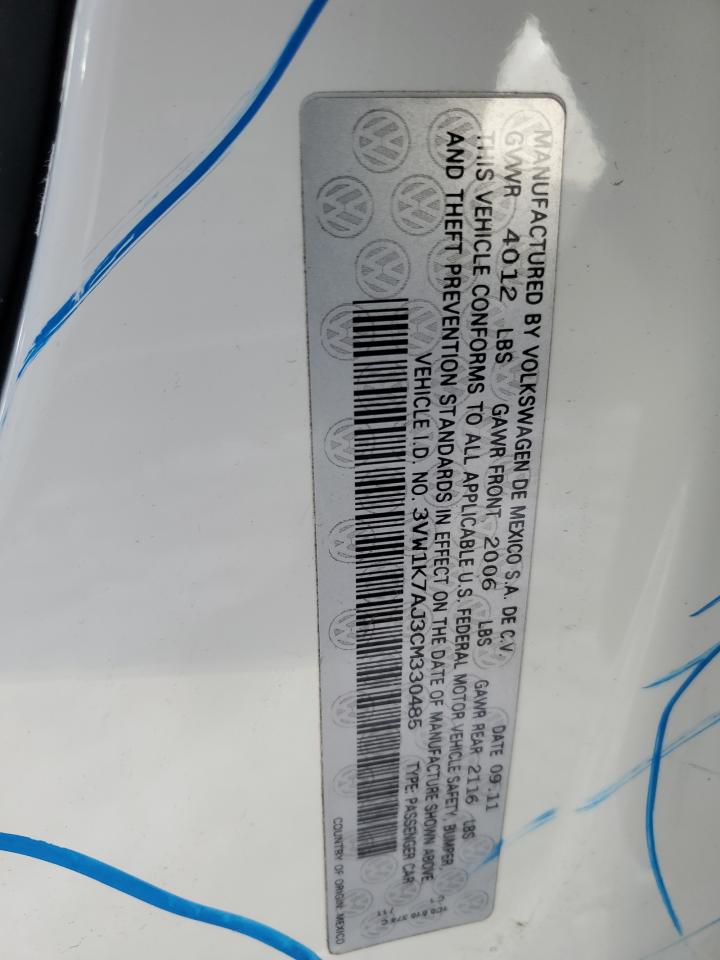 MANUFACTURED BY VOLKSWAGEN DE MEXICO S.A. DE C.V. DATE 09.11
GVWR 4012 LBS GAWR FRONT 2006 LBS GAWR REAR 2116 LBS
THIS VEHICLE CONFORMS TO ALL APPLICABLE U.S. FEDERAL MOTOR VEHICLE SAFETY, BUMPER,
AND THEFT PREVENTION STANDARDS IN EFFECT ON THE DATE OF MANUFACTURE SHOWN ABOVE.
VEHICLE I.D. NO. 3VW1K7AJ3CM330485 TYPE: PASSENGER CAR
COUNTRY OF ORIGIN: MEXICO